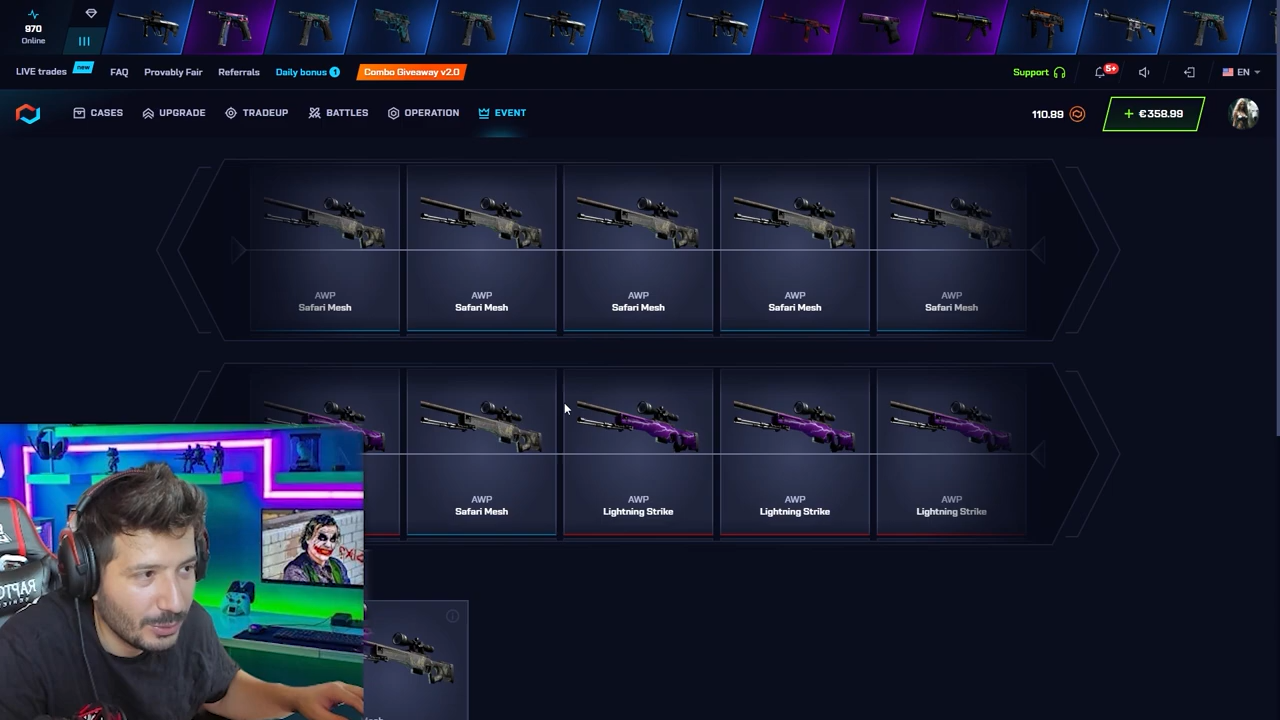 970
Online
LIVE trades
new
FAQ
Provably Fair
Referrals
Daily bonus 1
Combo Giveaway v2.0
Support
5+
EN
CASES
UPGRADE
TRADEUP
BATTLES
OPERATION
EVENT
110.89
+ €358.99
AWP
Safari Mesh
AWP
Safari Mesh
AWP
Safari Mesh
AWP
Safari Mesh
AWP
Safari Mesh
AWP
Safari Mesh
AWP
Lightning Strike
AWP
Lightning Strike
AWP
Lightning Strike